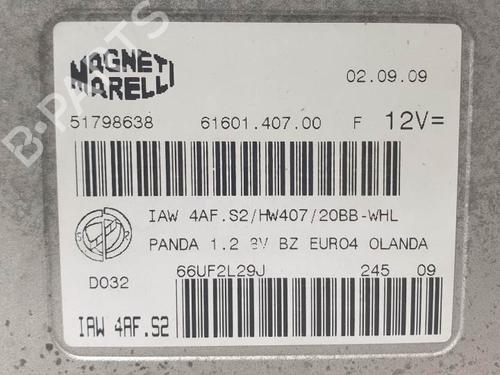 MAGNETI
MARELLI
02.09.09
51798638 61601.407.00 F 12V=
IAW 4AF.S2/HW407/20BB-WHL
PANDA 1.2 8V BZ EURO4 OLANDA
D032 66UF2L29J 245 09
IAW 4AF.S2
B-PARTS